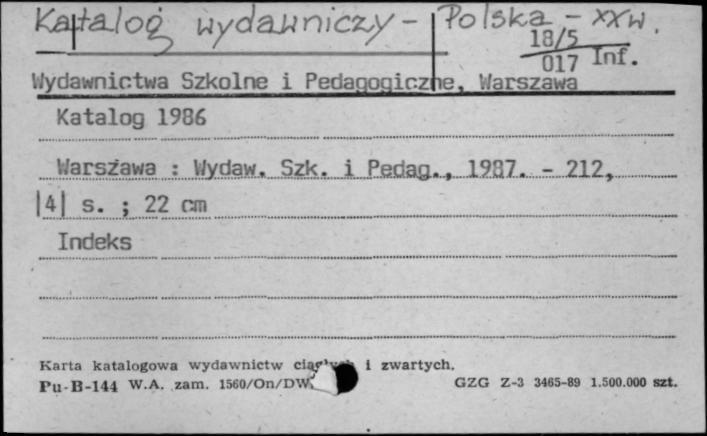 Katalog wydawniczy - Polska - XXw.
18/5
017 Inf.
Wydawnictwa Szkolne i Pedagogiczne, Warszawa
Katalog 1986
Warszawa : Wydaw. Szk. i Pedag., 1987. - 212,
|4| s. ; 22 cm
Indeks
Karta katalogowa wydawnictw i zwartych.
Pu-B-144 W.A. zam. 1560/On/DW.
GZG Z-3 3465-89 1.500.000 szt.